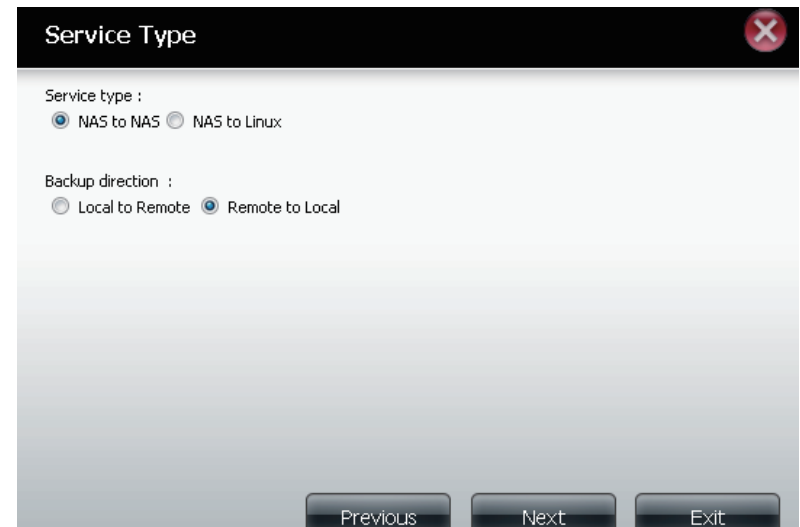 Service Type
Service type :
NAS to NAS NAS to Linux
Backup direction :
Local to Remote Remote to Local
Previous Next Exit